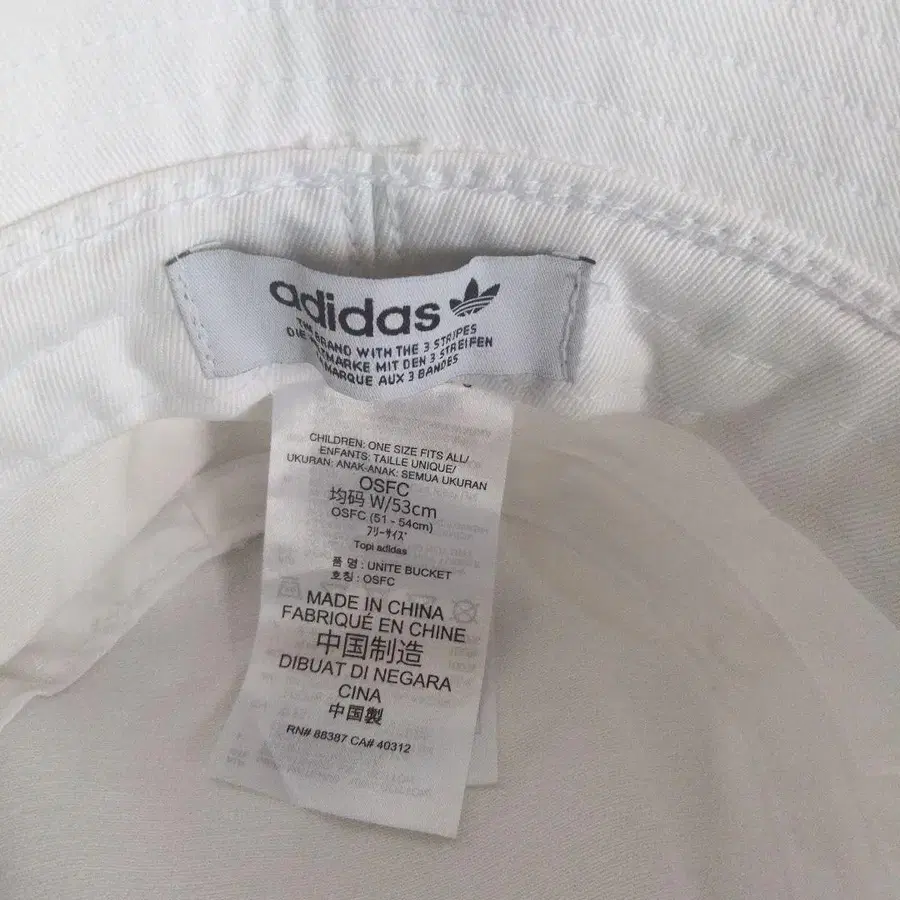 adidas
THE BRAND WITH THE 3 STRIPES
DIE MARKE MIT DEN 3 STREIFEN
MARQUE AUX 3 BANDES
CHILDREN: ONE SIZE FITS ALL/
ENFANTS: TAILLE UNIQUE/
UKURAN: ANAK-ANAK: SEMUA UKURAN
OSFC
均码 W/53cm
OSFC (51 - 54cm)
フリーサイズ
Topi adidas
품 명 : UNITE BUCKET
호칭 : OSFC
MADE IN CHINA
FABRIQUÉ EN CHINE
中国制造
DIBUAT DI NEGARA
CINA
中国製
RN# 88387 CA# 40312